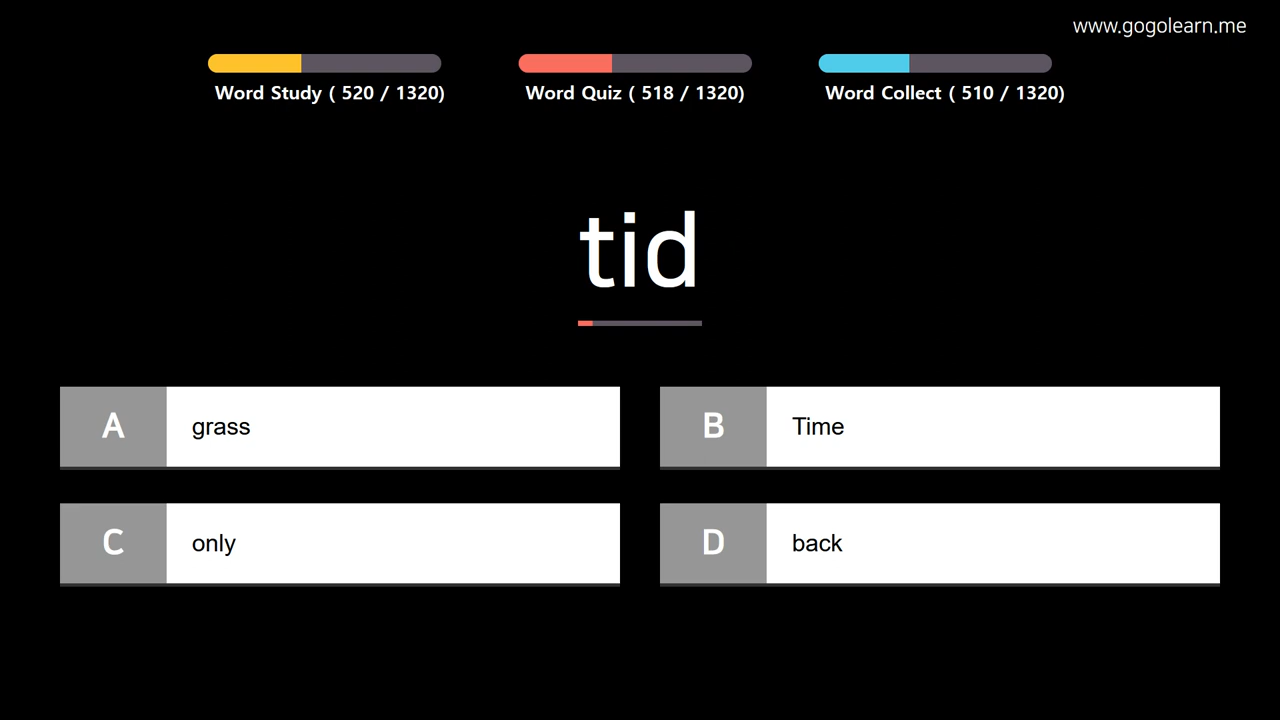 www.gogolearn.me
Word Study ( 520 / 1320)
Word Quiz ( 518 / 1320)
Word Collect ( 510 / 1320)
tid
A grass
B Time
C only
D back